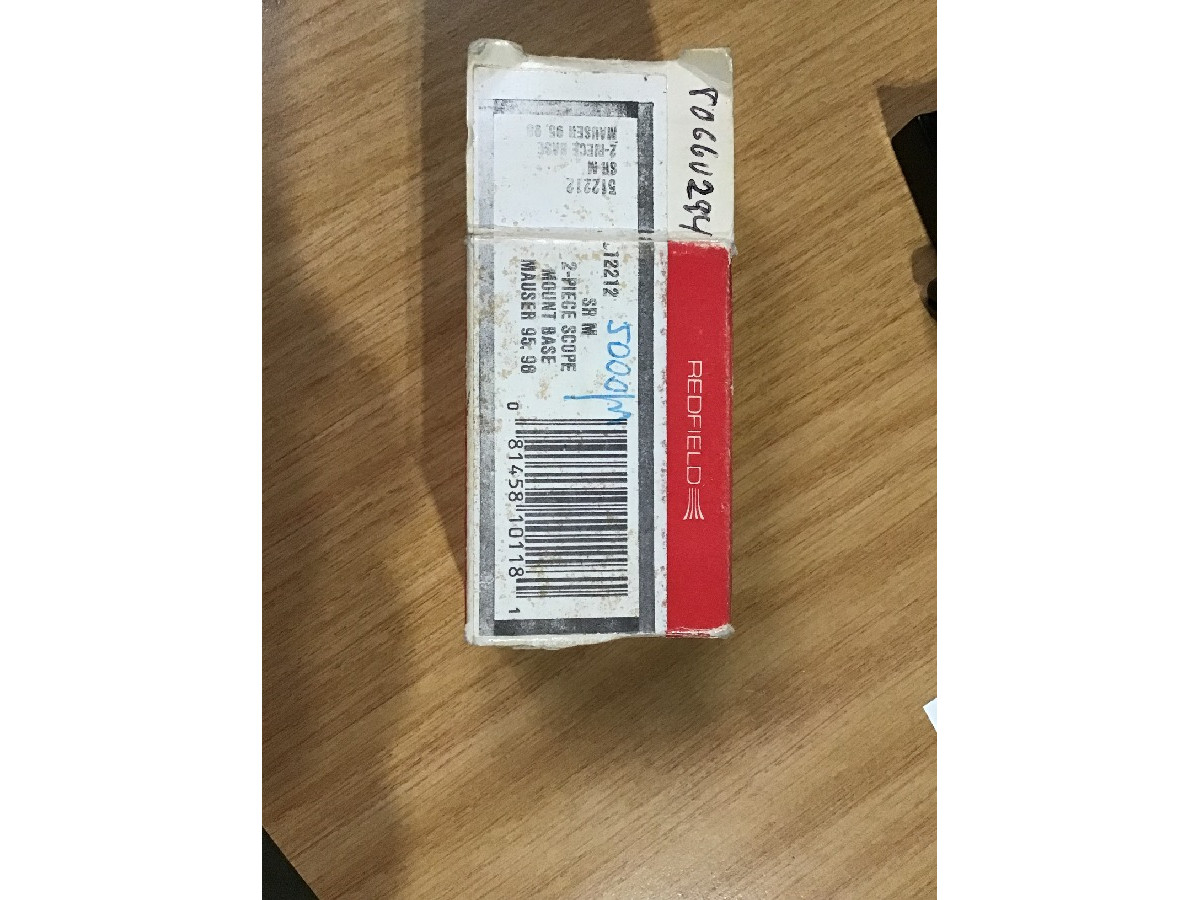 512212
SR M
2-PIECE BASE
MAUSER 95, 98
12212
SR M
2-PIECE SCOPE
MOUNT BASE
MAUSER 95, 98
0 81458 10118 1
REDFIELD